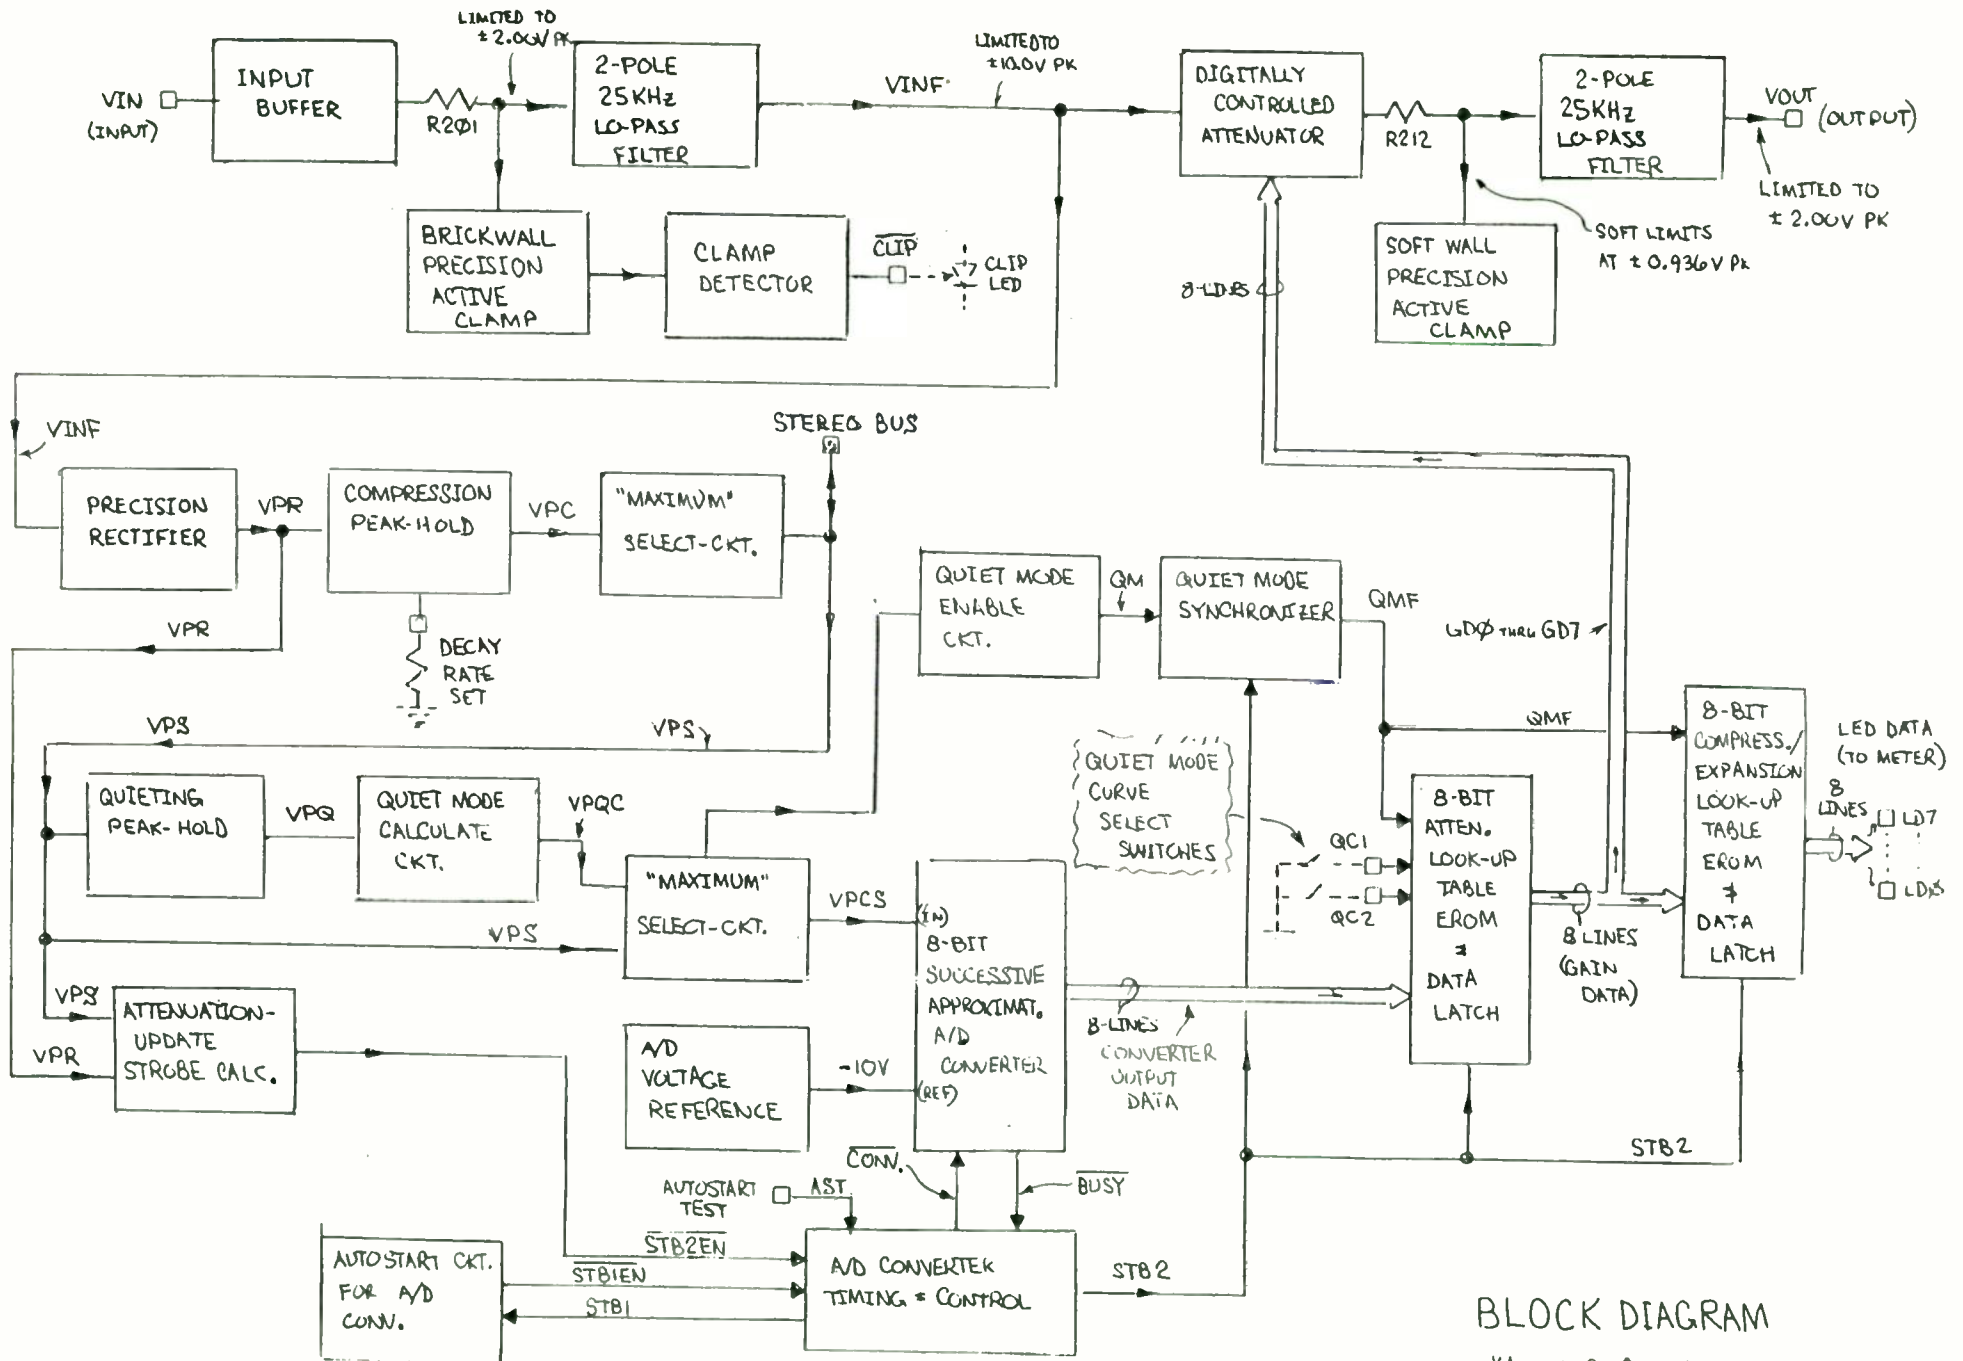 LIMITED TO
± 2.00V PK
LIMITED TO
±10.0V PK
VIN
(INPUT)
INPUT
BUFFER
R2Ø1
2-POLE
25KHz
LO-PASS
FILTER
VINF
DIGITALLY
CONTROLLED
ATTENUATOR
R212
2-POLE
25KHz
LO-PASS
FILTER
VOUT
(OUTPUT)
LIMITED TO
± 2.00V PK
BRICKWALL
PRECISION
ACTIVE
CLAMP
CLAMP
DETECTOR
CLIP
CLIP
LED
8-LINES
SOFT WALL
PRECISION
ACTIVE
CLAMP
SOFT LIMITS
AT ± 0.936V PK
VINF
STEREO BUS
PRECISION
RECTIFIER
VPR
COMPRESSION
PEAK-HOLD
VPC
"MAXIMUM"
SELECT-CKT.
VPR
DECAY
RATE
SET
QUIET MODE
ENABLE
CKT.
QM
QUIET MODE
SYNCHRONIZER
QMF
GDØ THRU GD7
VPS
VPS
QMF
8-BIT
COMPRESS./
EXPANSION
LOOK-UP
TABLE
EROM
&
DATA
LATCH
LED DATA
(TO METER)
8
LINES
LD7
LDØ
QUIETING
PEAK-HOLD
VPQ
QUIET MODE
CALCULATE
CKT.
VPQC
QUIET MODE
CURVE
SELECT
SWITCHES
QC1
QC2
8-BIT
ATTEN.
LOOK-UP
TABLE
EROM
&
DATA
LATCH
8 LINES
(GAIN
DATA)
"MAXIMUM"
SELECT-CKT.
VPCS
VPS
(IN)
8-BIT
SUCCESSIVE
APPROXIMAT.
A/D
CONVERTER
(REF)
8-LINES
CONVERTER
OUTPUT
DATA
VPS
VPR
ATTENUATION-
UPDATE
STROBE CALC.
A/D
VOLTAGE
REFERENCE
-10V
CONV.
BUSY
STB2
AUTOSTART
TEST
AST
STB2EN
STB1EN
STB1
AUTOSTART CKT.
FOR A/D
CONV.
A/D CONVERTER
TIMING & CONTROL
STB2
BLOCK DIAGRAM